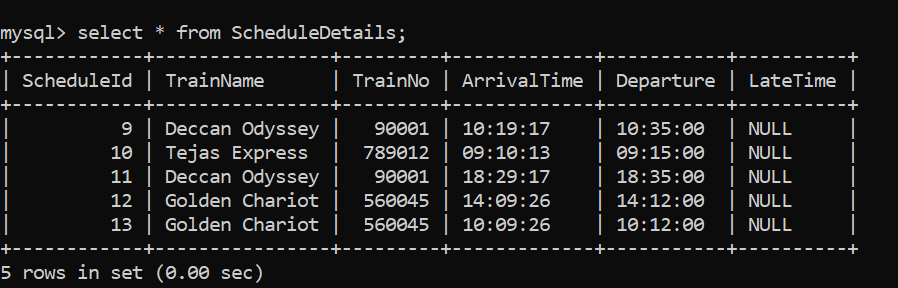 mysql> select * from ScheduleDetails;
+------------+----------------+---------+-------------+-----------+----------+
| ScheduleId | TrainName      | TrainNo | ArrivalTime | Departure | LateTime |
+------------+----------------+---------+-------------+-----------+----------+
|          9 | Deccan Odyssey |   90001 | 10:19:17    | 10:35:00  | NULL     |
|         10 | Tejas Express  |  789012 | 09:10:13    | 09:15:00  | NULL     |
|         11 | Deccan Odyssey |   90001 | 18:29:17    | 18:35:00  | NULL     |
|         12 | Golden Chariot |  560045 | 14:09:26    | 14:12:00  | NULL     |
|         13 | Golden Chariot |  560045 | 10:09:26    | 10:12:00  | NULL     |
+------------+----------------+---------+-------------+-----------+----------+
5 rows in set (0.00 sec)